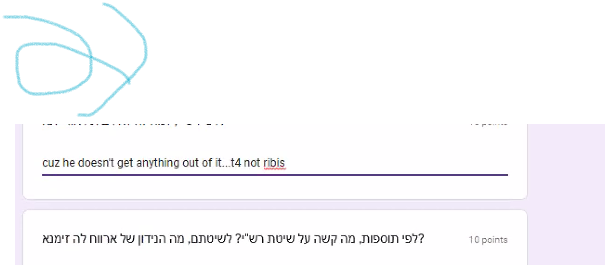 cuz he doesn't get anything out of it...t4 not ribis
לפי תוספות, מה קשה על שיטת רש"י? לשיטתם, מה הנידון של ארווח לה זימנא?
10 points